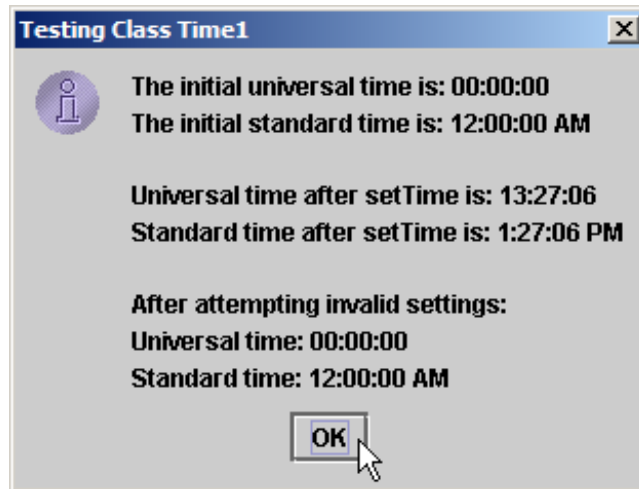 Testing Class Time1
The initial universal time is: 00:00:00
The initial standard time is: 12:00:00 AM
Universal time after setTime is: 13:27:06
Standard time after setTime is: 1:27:06 PM
After attempting invalid settings:
Universal time: 00:00:00
Standard time: 12:00:00 AM
OK